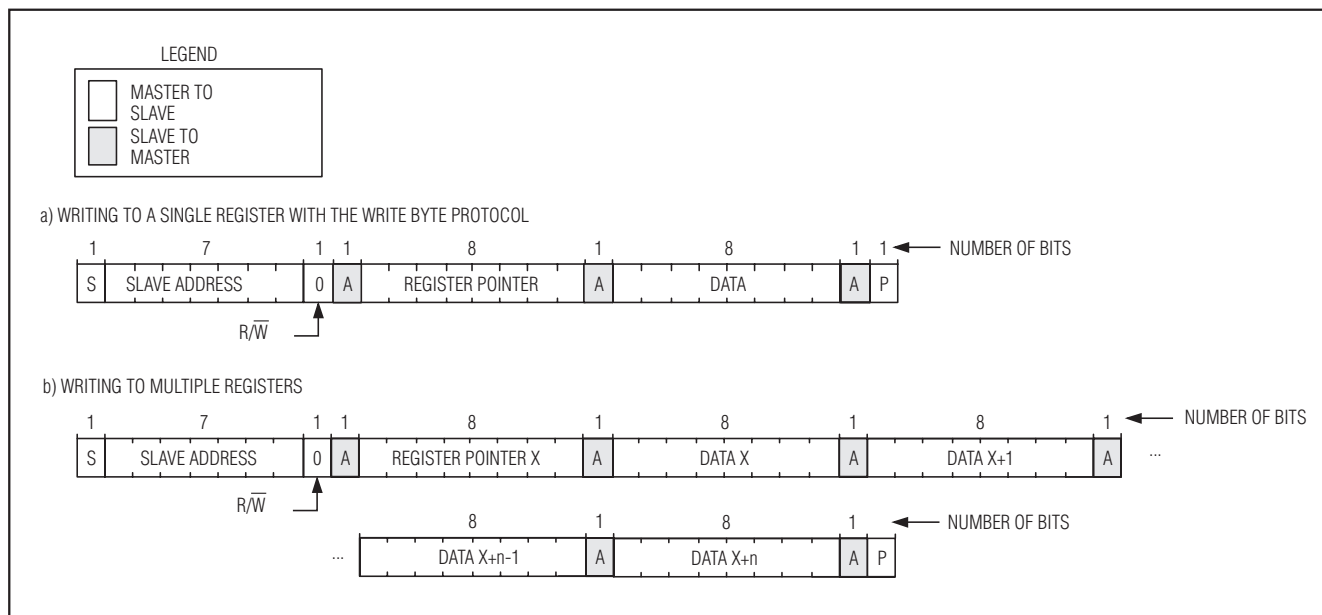 LEGEND
MASTER TO
SLAVE
SLAVE TO
MASTER
a) WRITING TO A SINGLE REGISTER WITH THE WRITE BYTE PROTOCOL
1 7 1 1 8 1 8 1 1 NUMBER OF BITS
S SLAVE ADDRESS 0 A REGISTER POINTER A DATA A P
R/W̅
b) WRITING TO MULTIPLE REGISTERS
1 7 1 1 8 1 8 1 8 1 NUMBER OF BITS
S SLAVE ADDRESS 0 A REGISTER POINTER X A DATA X A DATA X+1 A ...
R/W̅
8 1 8 1 NUMBER OF BITS
... DATA X+n-1 A DATA X+n A P